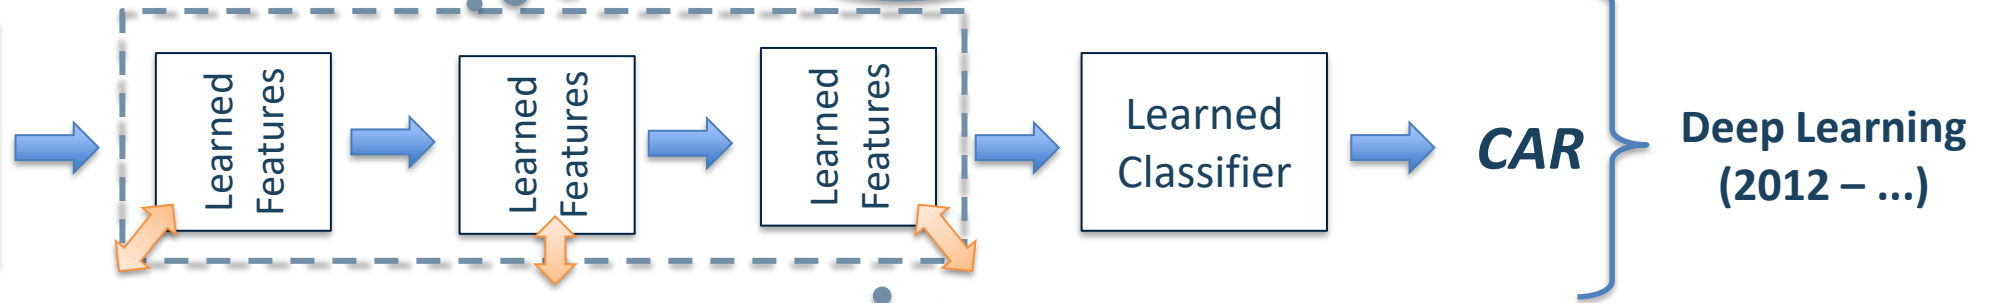 Learned
Features
Learned
Features
Learned
Features
Learned
Classifier
CAR
Deep Learning
(2012 – ...)